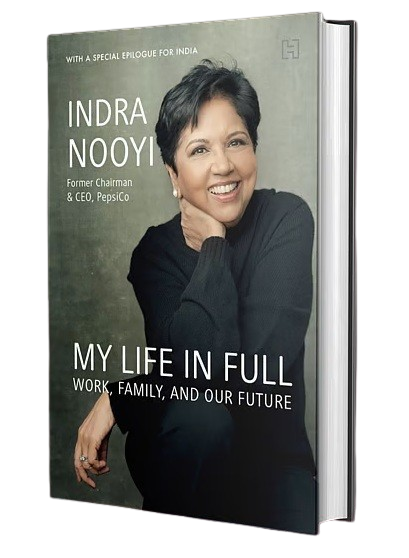 WITH A SPECIAL EPILOGUE FOR INDIA
INDRA
NOOYI
Former Chairman
& CEO, PepsiCo
MY LIFE IN FULL
WORK, FAMILY, AND OUR FUTURE